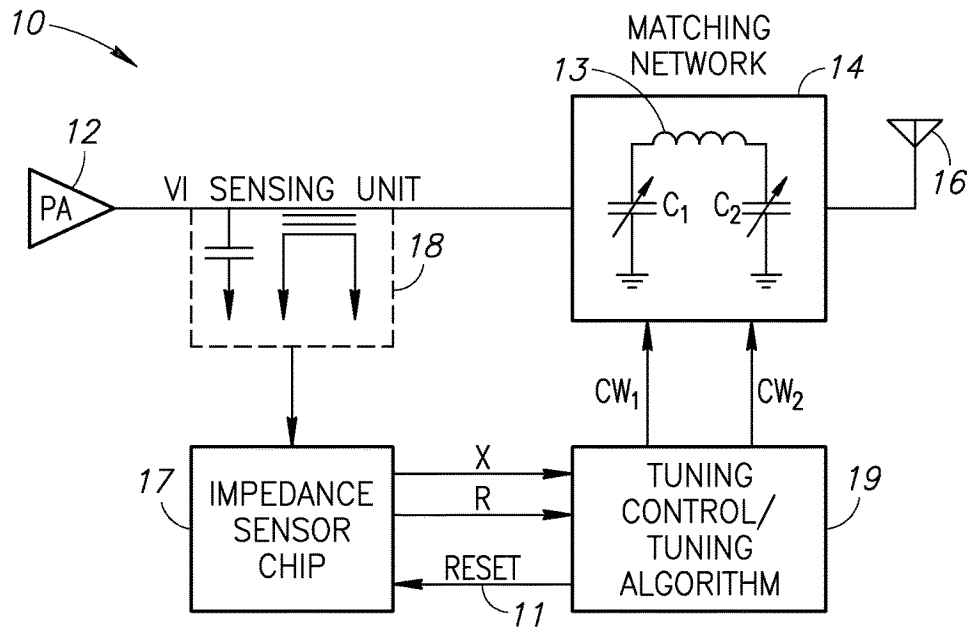 10
MATCHING
NETWORK
13
14
12
PA
VI SENSING UNIT
C1
C2
16
18
CW1
CW2
17
IMPEDANCE
SENSOR
CHIP
X
R
RESET
11
TUNING
CONTROL/
TUNING
ALGORITHM
19